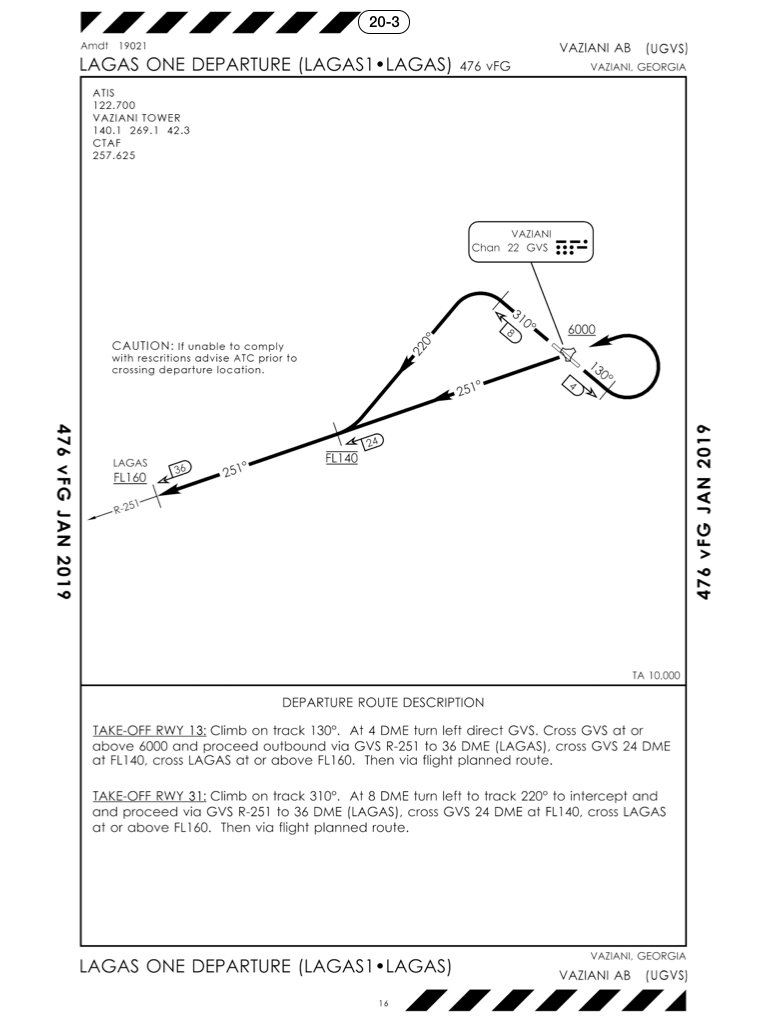 20-3
Amdt 19021
VAZIANI AB (UGVS)
LAGAS ONE DEPARTURE (LAGAS1•LAGAS) 476 vFG
VAZIANI, GEORGIA
ATIS
122.700
VAZIANI TOWER
140.1 269.1 42.3
CTAF
257.625
VAZIANI
Chan 22 GVS
310°
8
6000
130°
4
220°
251°
CAUTION: If unable to comply
with rescritions advise ATC prior to
crossing departure location.
24
FL140
LAGAS
FL160
36
251°
R-251
476 vFG JAN 2019
476 vFG JAN 2019
TA 10,000
DEPARTURE ROUTE DESCRIPTION
TAKE-OFF RWY 13: Climb on track 130°. At 4 DME turn left direct GVS. Cross GVS at or
above 6000 and proceed outbound via GVS R-251 to 36 DME (LAGAS), cross GVS 24 DME
at FL140, cross LAGAS at or above FL160. Then via flight planned route.
TAKE-OFF RWY 31: Climb on track 310°. At 8 DME turn left to track 220° to intercept and
and proceed via GVS R-251 to 36 DME (LAGAS), cross GVS 24 DME at FL140, cross LAGAS
at or above FL160. Then via flight planned route.
LAGAS ONE DEPARTURE (LAGAS1•LAGAS)
VAZIANI, GEORGIA
VAZIANI AB (UGVS)
16